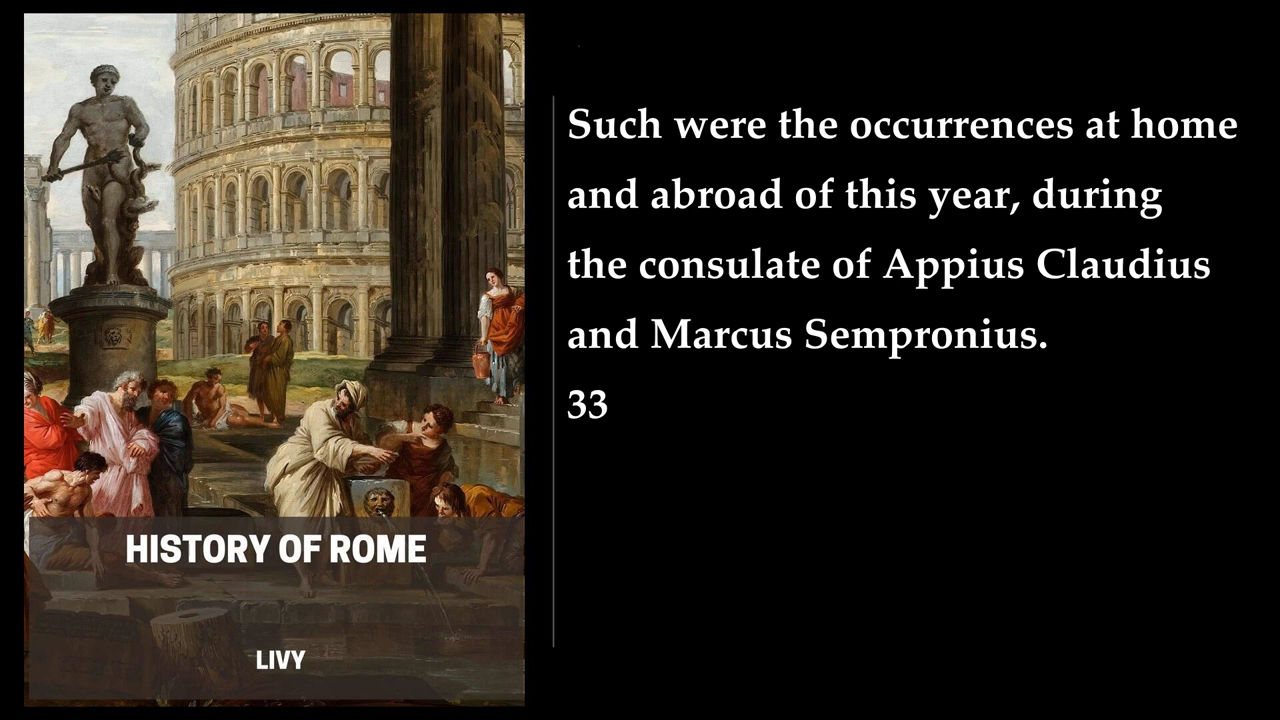 HISTORY OF ROME
LIVY
Such were the occurrences at home
and abroad of this year, during
the consulate of Appius Claudius
and Marcus Sempronius.
33